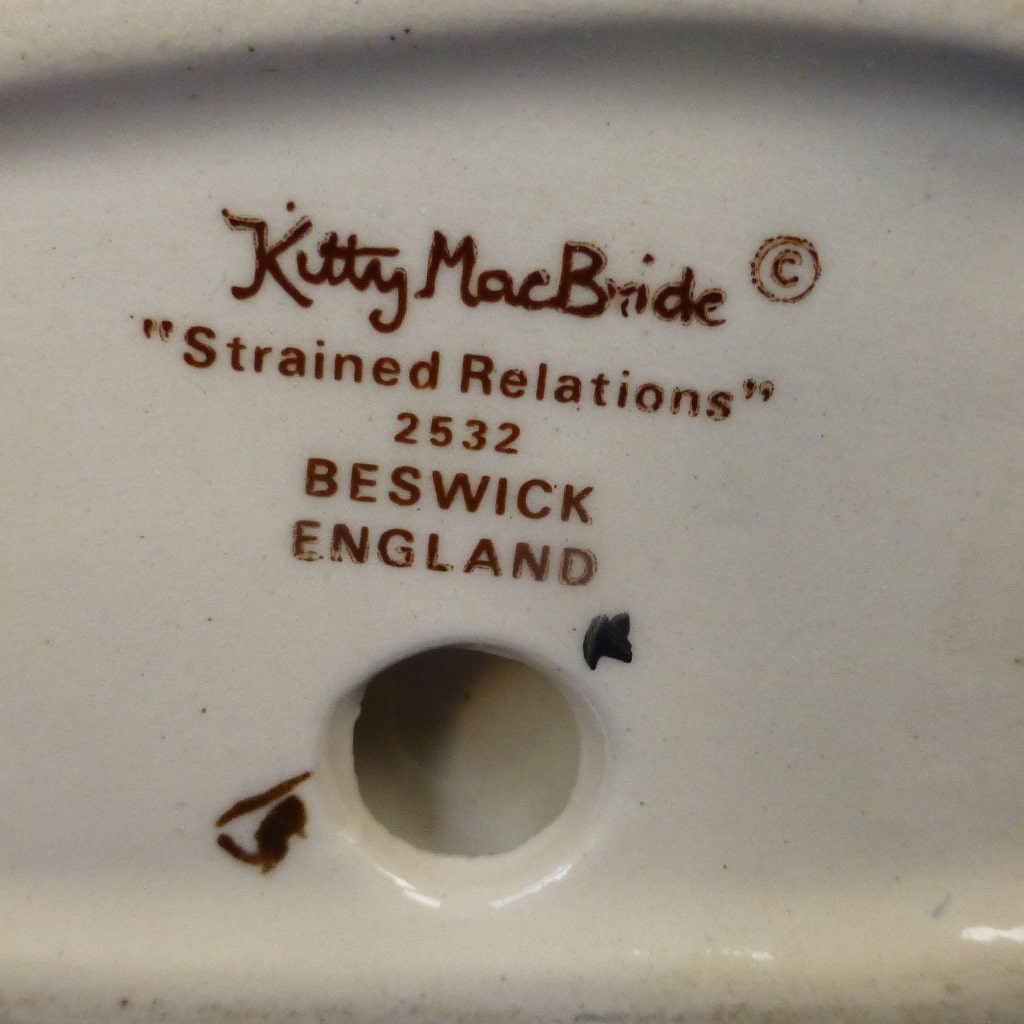 Kitty MacBride ©
"Strained Relations"
2532
BESWICK
ENGLAND